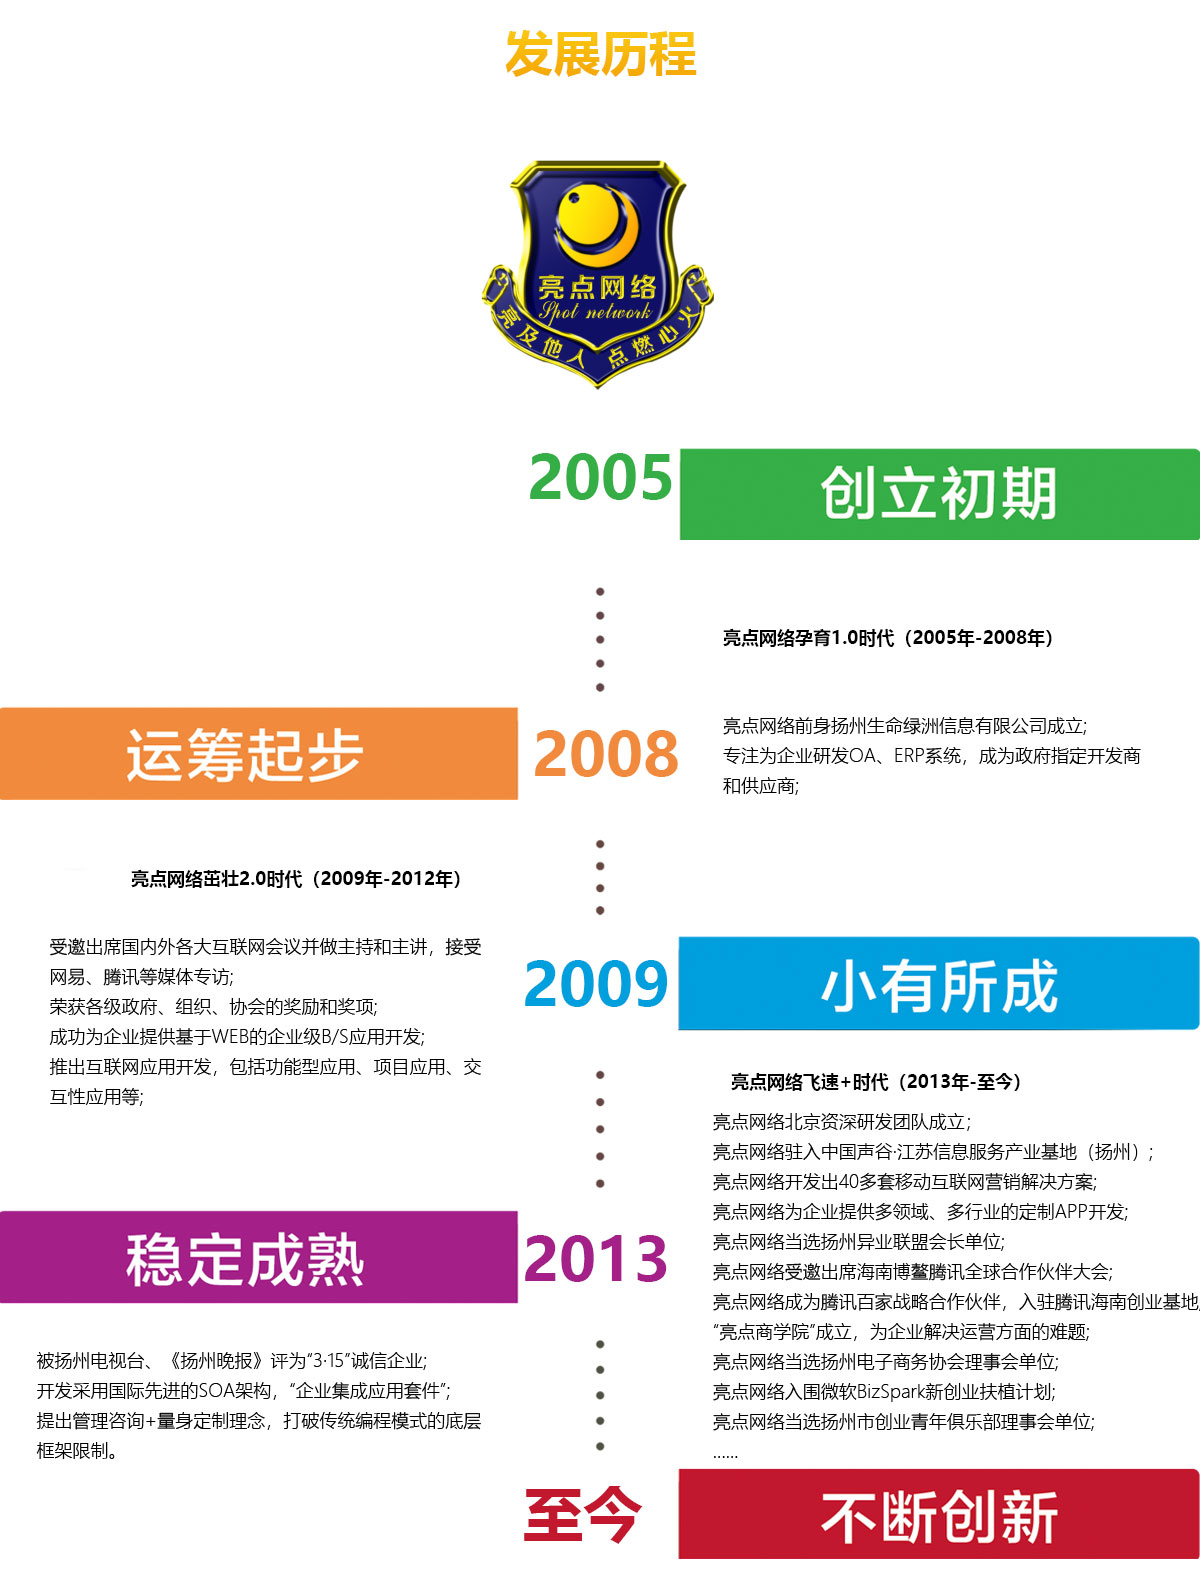 发展历程
亮点网络
Spot network
亮及他人 点燃心火
2005
创立初期
亮点网络孕育1.0时代（2005年-2008年）
亮点网络前身扬州生命绿洲信息有限公司成立;
专注为企业研发OA、ERP系统，成为政府指定开发商
和供应商;
运筹起步
2008
亮点网络茁壮2.0时代（2009年-2012年）
受邀出席国内外各大互联网会议并做主持和主讲，接受
网易、腾讯等媒体专访;
荣获各级政府、组织、协会的奖励和奖项;
成功为企业提供基于WEB的企业级B/S应用开发;
推出互联网应用开发，包括功能型应用、项目应用、交
互性应用等;
2009
小有所成
亮点网络飞速+时代（2013年-至今）
亮点网络北京资深研发团队成立；
亮点网络驻入中国声谷·江苏信息服务产业基地（扬州）;
亮点网络开发出40多套移动互联网营销解决方案;
亮点网络为企业提供多领域、多行业的定制APP开发;
亮点网络当选扬州异业联盟会长单位;
亮点网络受邀出席海南博鳌腾讯全球合作伙伴大会;
亮点网络成为腾讯百家战略合作伙伴，入驻腾讯海南创业基地;
“亮点商学院”成立，为企业解决运营方面的难题;
亮点网络当选扬州电子商务协会理事会单位;
亮点网络入围微软BizSpark新创业扶植计划;
亮点网络当选扬州市创业青年俱乐部理事会单位;
……
稳定成熟
2013
被扬州电视台、《扬州晚报》评为“3·15”诚信企业;
开发采用国际先进的SOA架构，“企业集成应用套件”;
提出管理咨询+量身定制理念，打破传统编程模式的底层
框架限制。
至今
不断创新